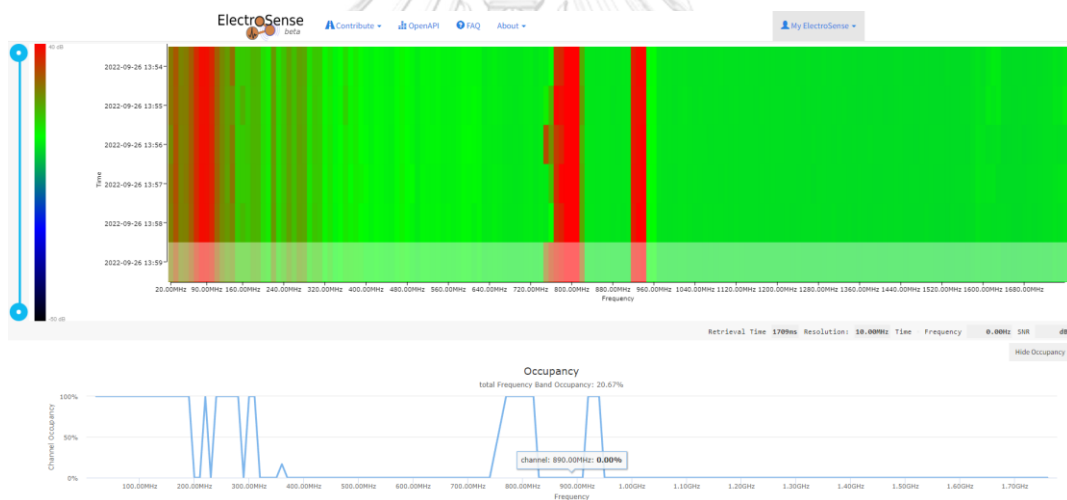 ElectroSense
beta
Contribute
OpenAPI
FAQ
About
My ElectroSense
40 dB
-50 dB
Time
2022-09-26 13:54
2022-09-26 13:55
2022-09-26 13:56
2022-09-26 13:57
2022-09-26 13:58
2022-09-26 13:59
20.00MHz 90.00MHz 160.00MHz 240.00MHz 320.00MHz 400.00MHz 480.00MHz 560.00MHz 640.00MHz 720.00MHz 800.00MHz 880.00MHz 960.00MHz 1040.00MHz 1120.00MHz 1200.00MHz 1280.00MHz 1360.00MHz 1440.00MHz 1520.00MHz 1600.00MHz 1680.00MHz
Frequency
Retrieval Time 1709ms Resolution: 10.00MHz Time - Frequency 0.00Hz SNR dB
Hide Occupancy
Occupancy
total Frequency Band Occupancy: 20.67%
Channel Occupancy
100%
50%
0%
channel: 890.00MHz: 0.00%
100.00MHz 200.00MHz 300.00MHz 400.00MHz 500.00MHz 600.00MHz 700.00MHz 800.00MHz 900.00MHz 1.00GHz 1.10GHz 1.20GHz 1.30GHz 1.40GHz 1.50GHz 1.60GHz 1.70GHz
Frequency